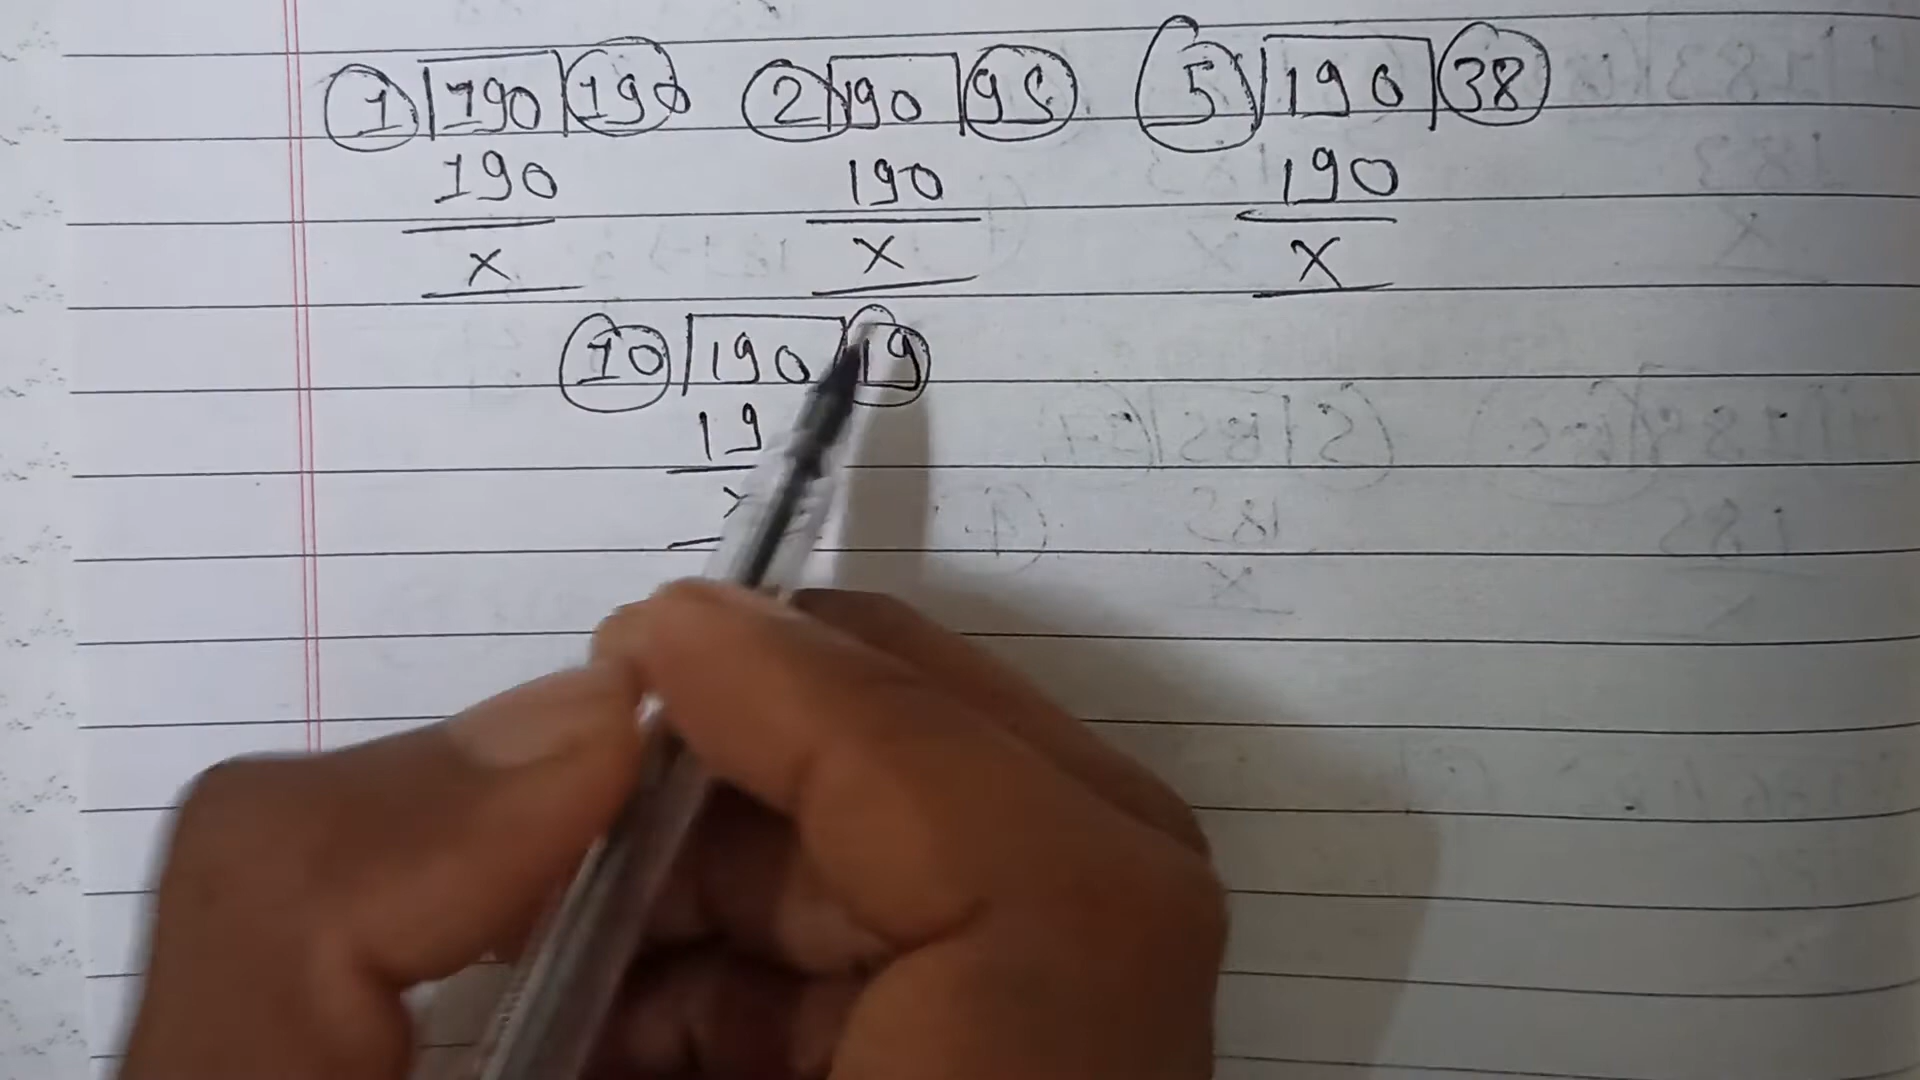 1 190 190 2 190 95 5 190 38
190 190 190
x x x
10 190 19
19
x